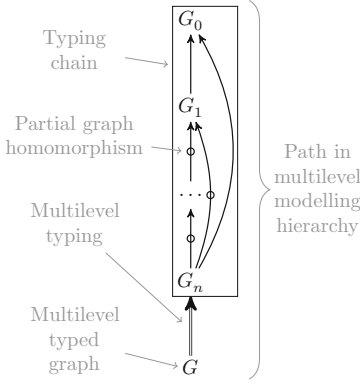 G0
Typing
chain
G1
Partial graph
homomorphism
Path in
multilevel
modelling
hierarchy
...
Multilevel
typing
Gn
Multilevel
typed
graph
G